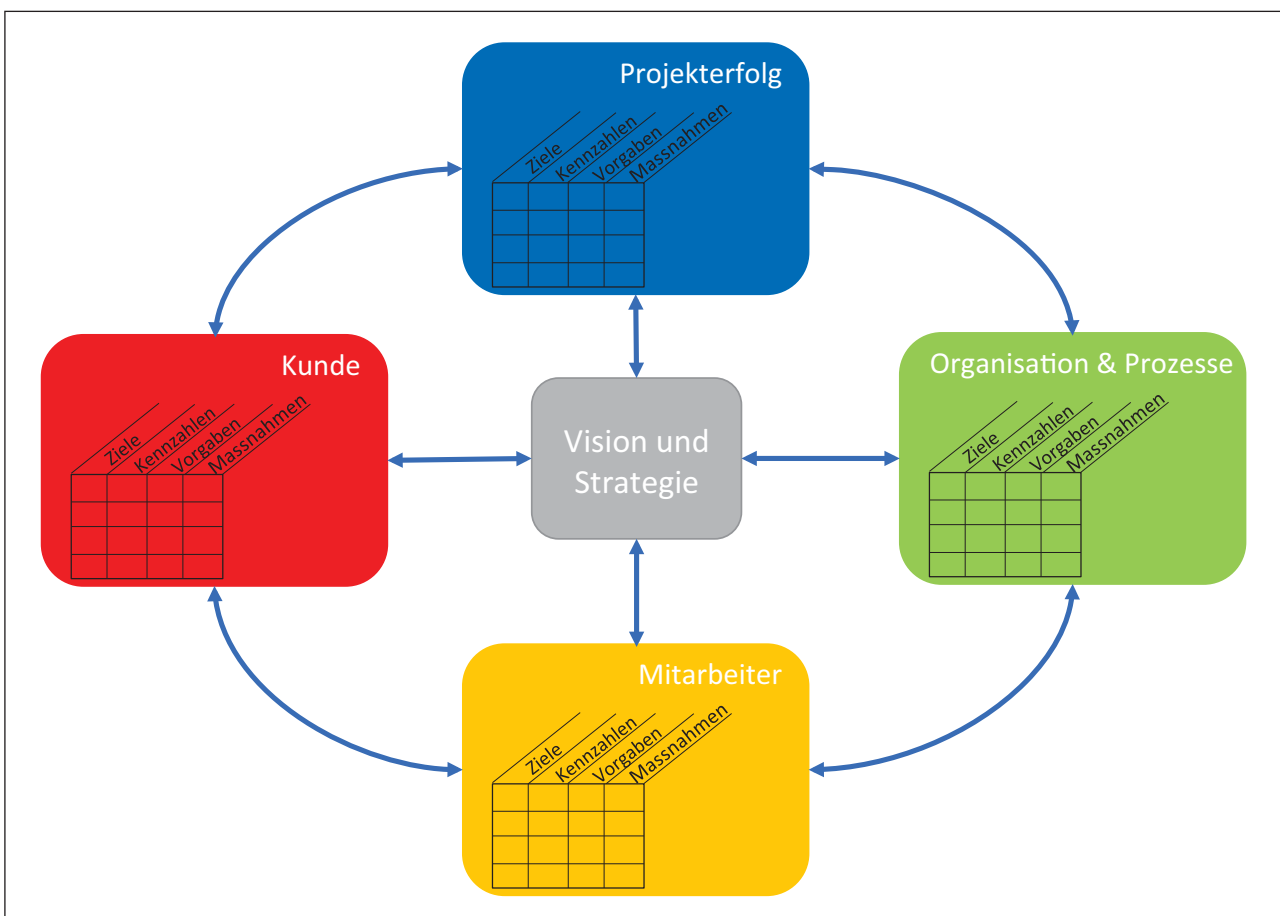 Projekterfolg
Ziele
Kennzahlen
Vorgaben
Massnahmen
Kunde
Ziele
Kennzahlen
Vorgaben
Massnahmen
Vision und
Strategie
Organisation & Prozesse
Ziele
Kennzahlen
Vorgaben
Massnahmen
Mitarbeiter
Ziele
Kennzahlen
Vorgaben
Massnahmen